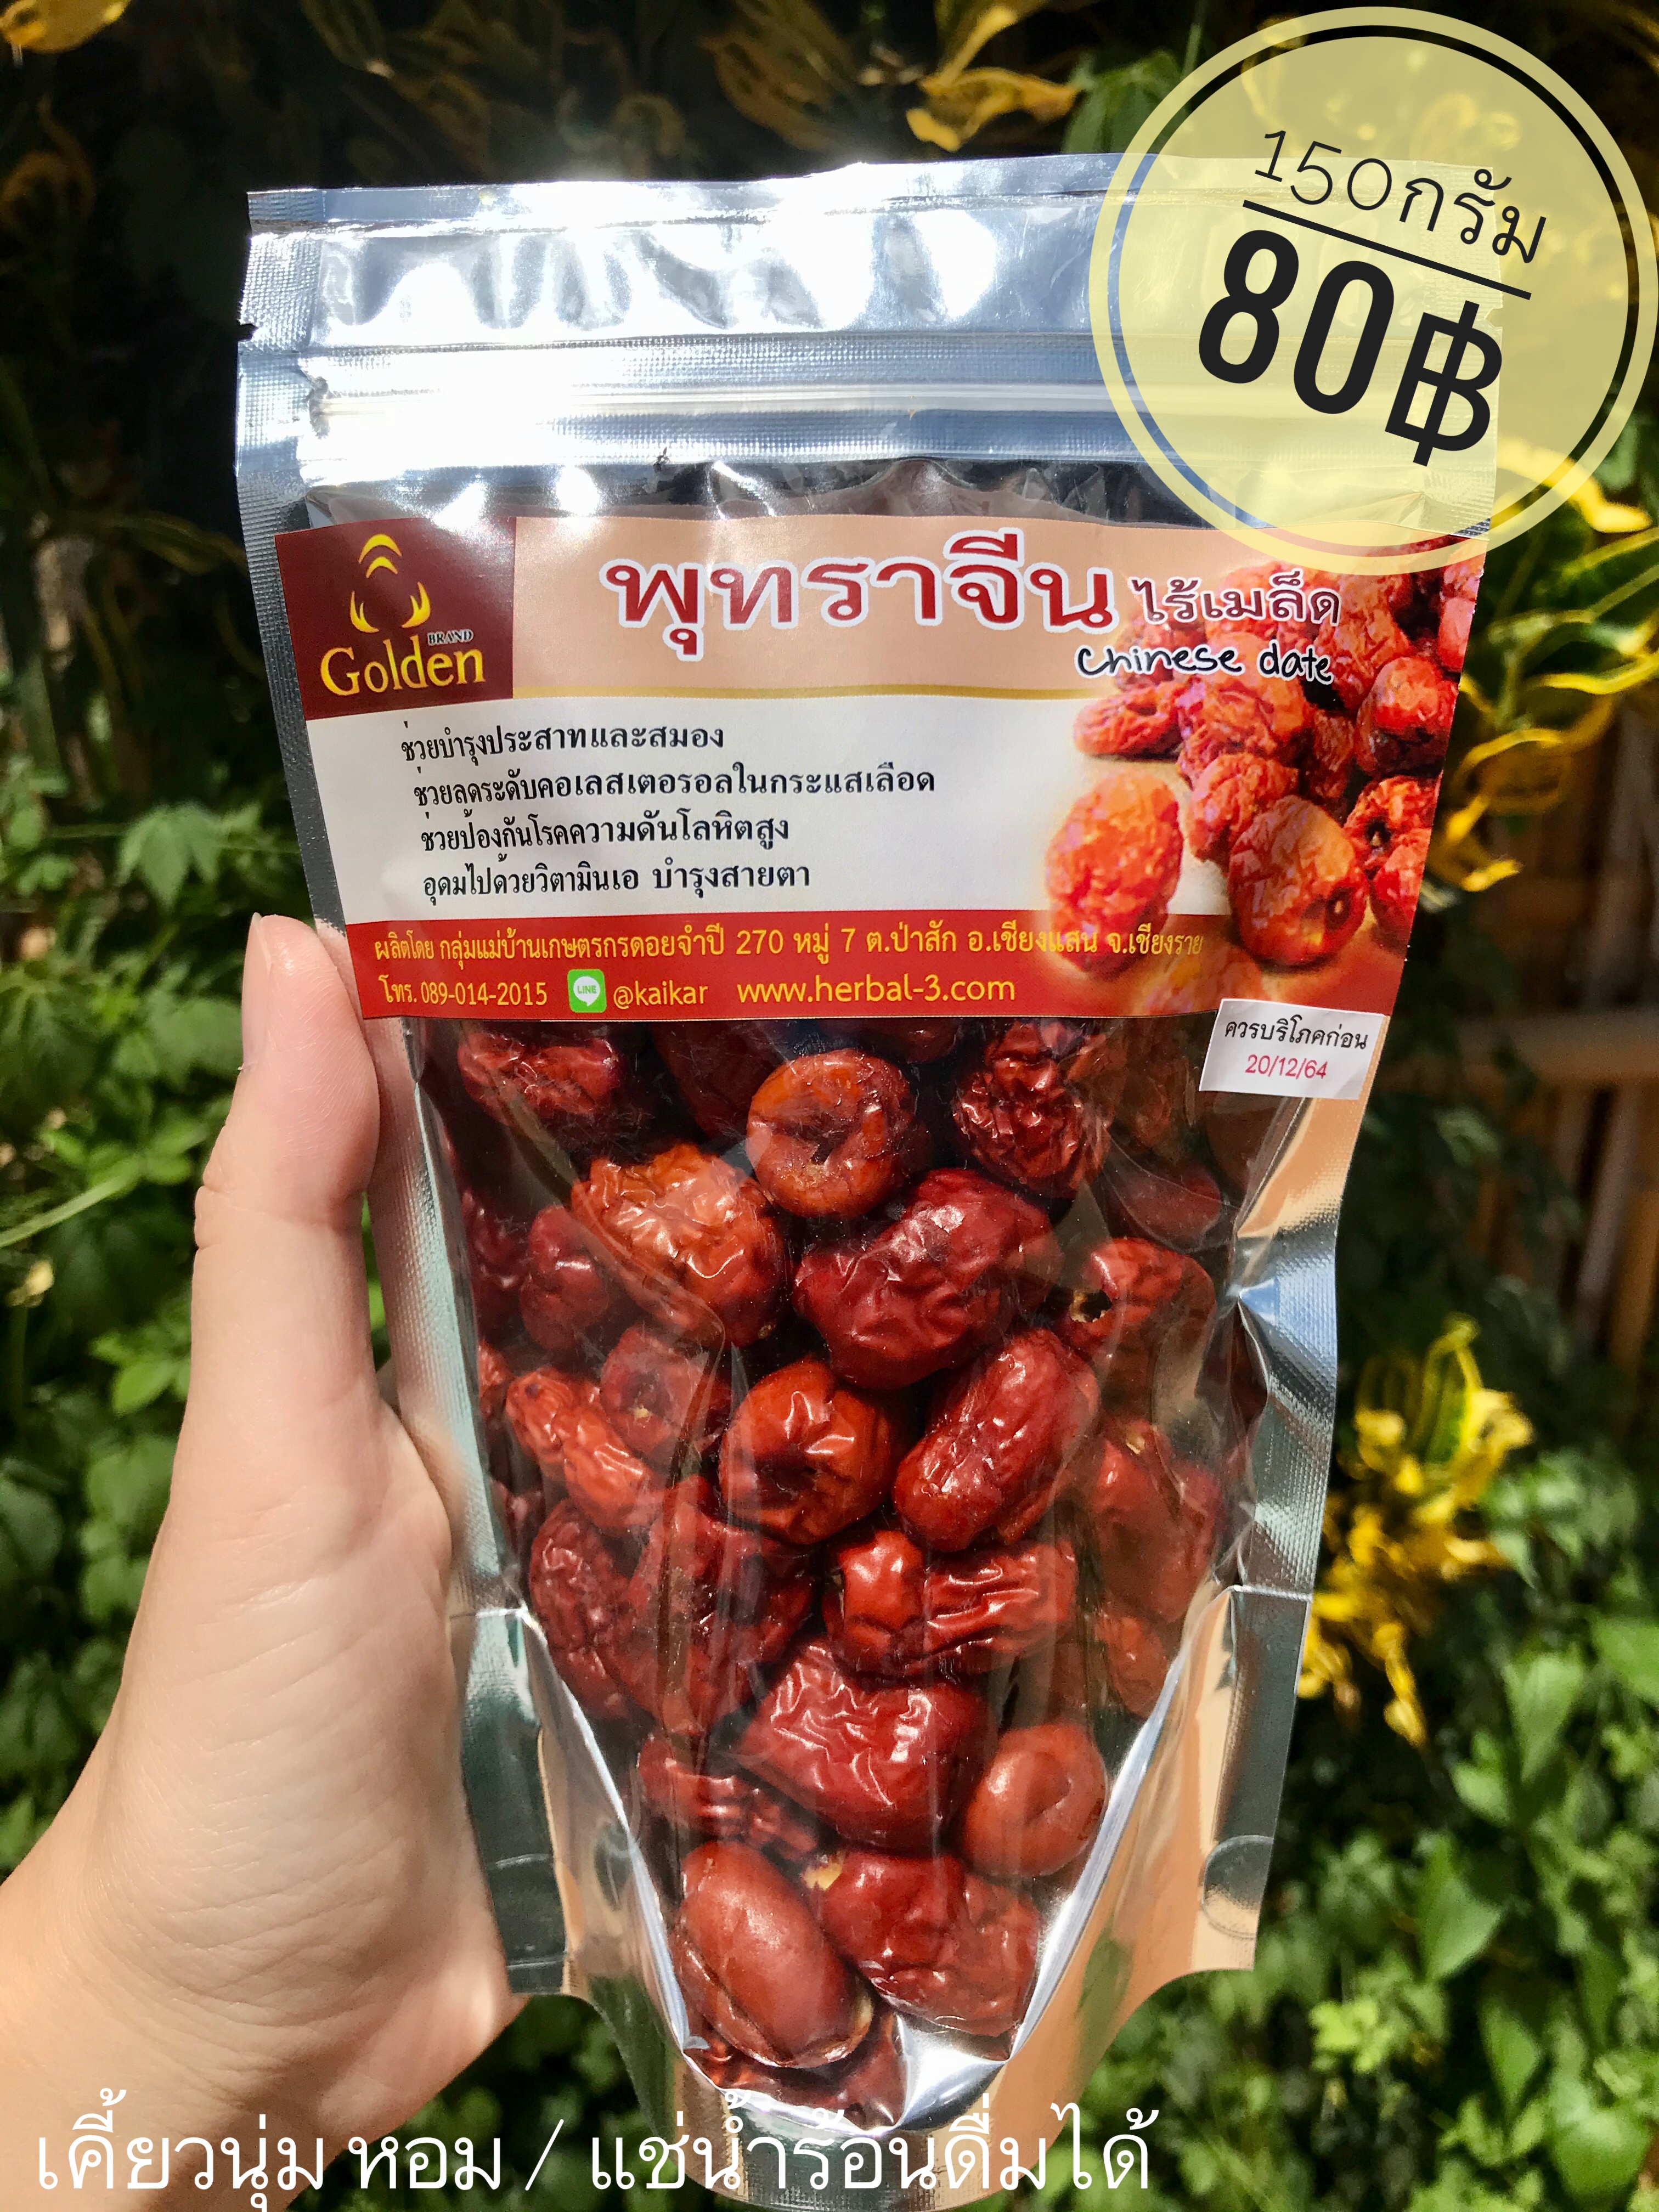 150กรัม
80฿
BRAND
Golden
พุทราจีน ไร้เมล็ด
Chinese date
ช่วยบำรุงประสาทและสมอง
ช่วยลดระดับคอเลสเตอรอลในกระแสเลือด
ช่วยป้องกันโรคความดันโลหิตสูง
อุดมไปด้วยวิตามินเอ บำรุงสายตา
ผลิตโดย กลุ่มแม่บ้านเกษตรกรดอยจำปี 270 หมู่ 7 ต.ป่าสัก อ.เชียงแสน จ.เชียงราย
โทร. 089-014-2015 LINE @kaikar www.herbal-3.com
ควรบริโภคก่อน
20/12/64
เคี้ยวนุ่ม หอม / แช่น้ำร้อนดื่มได้